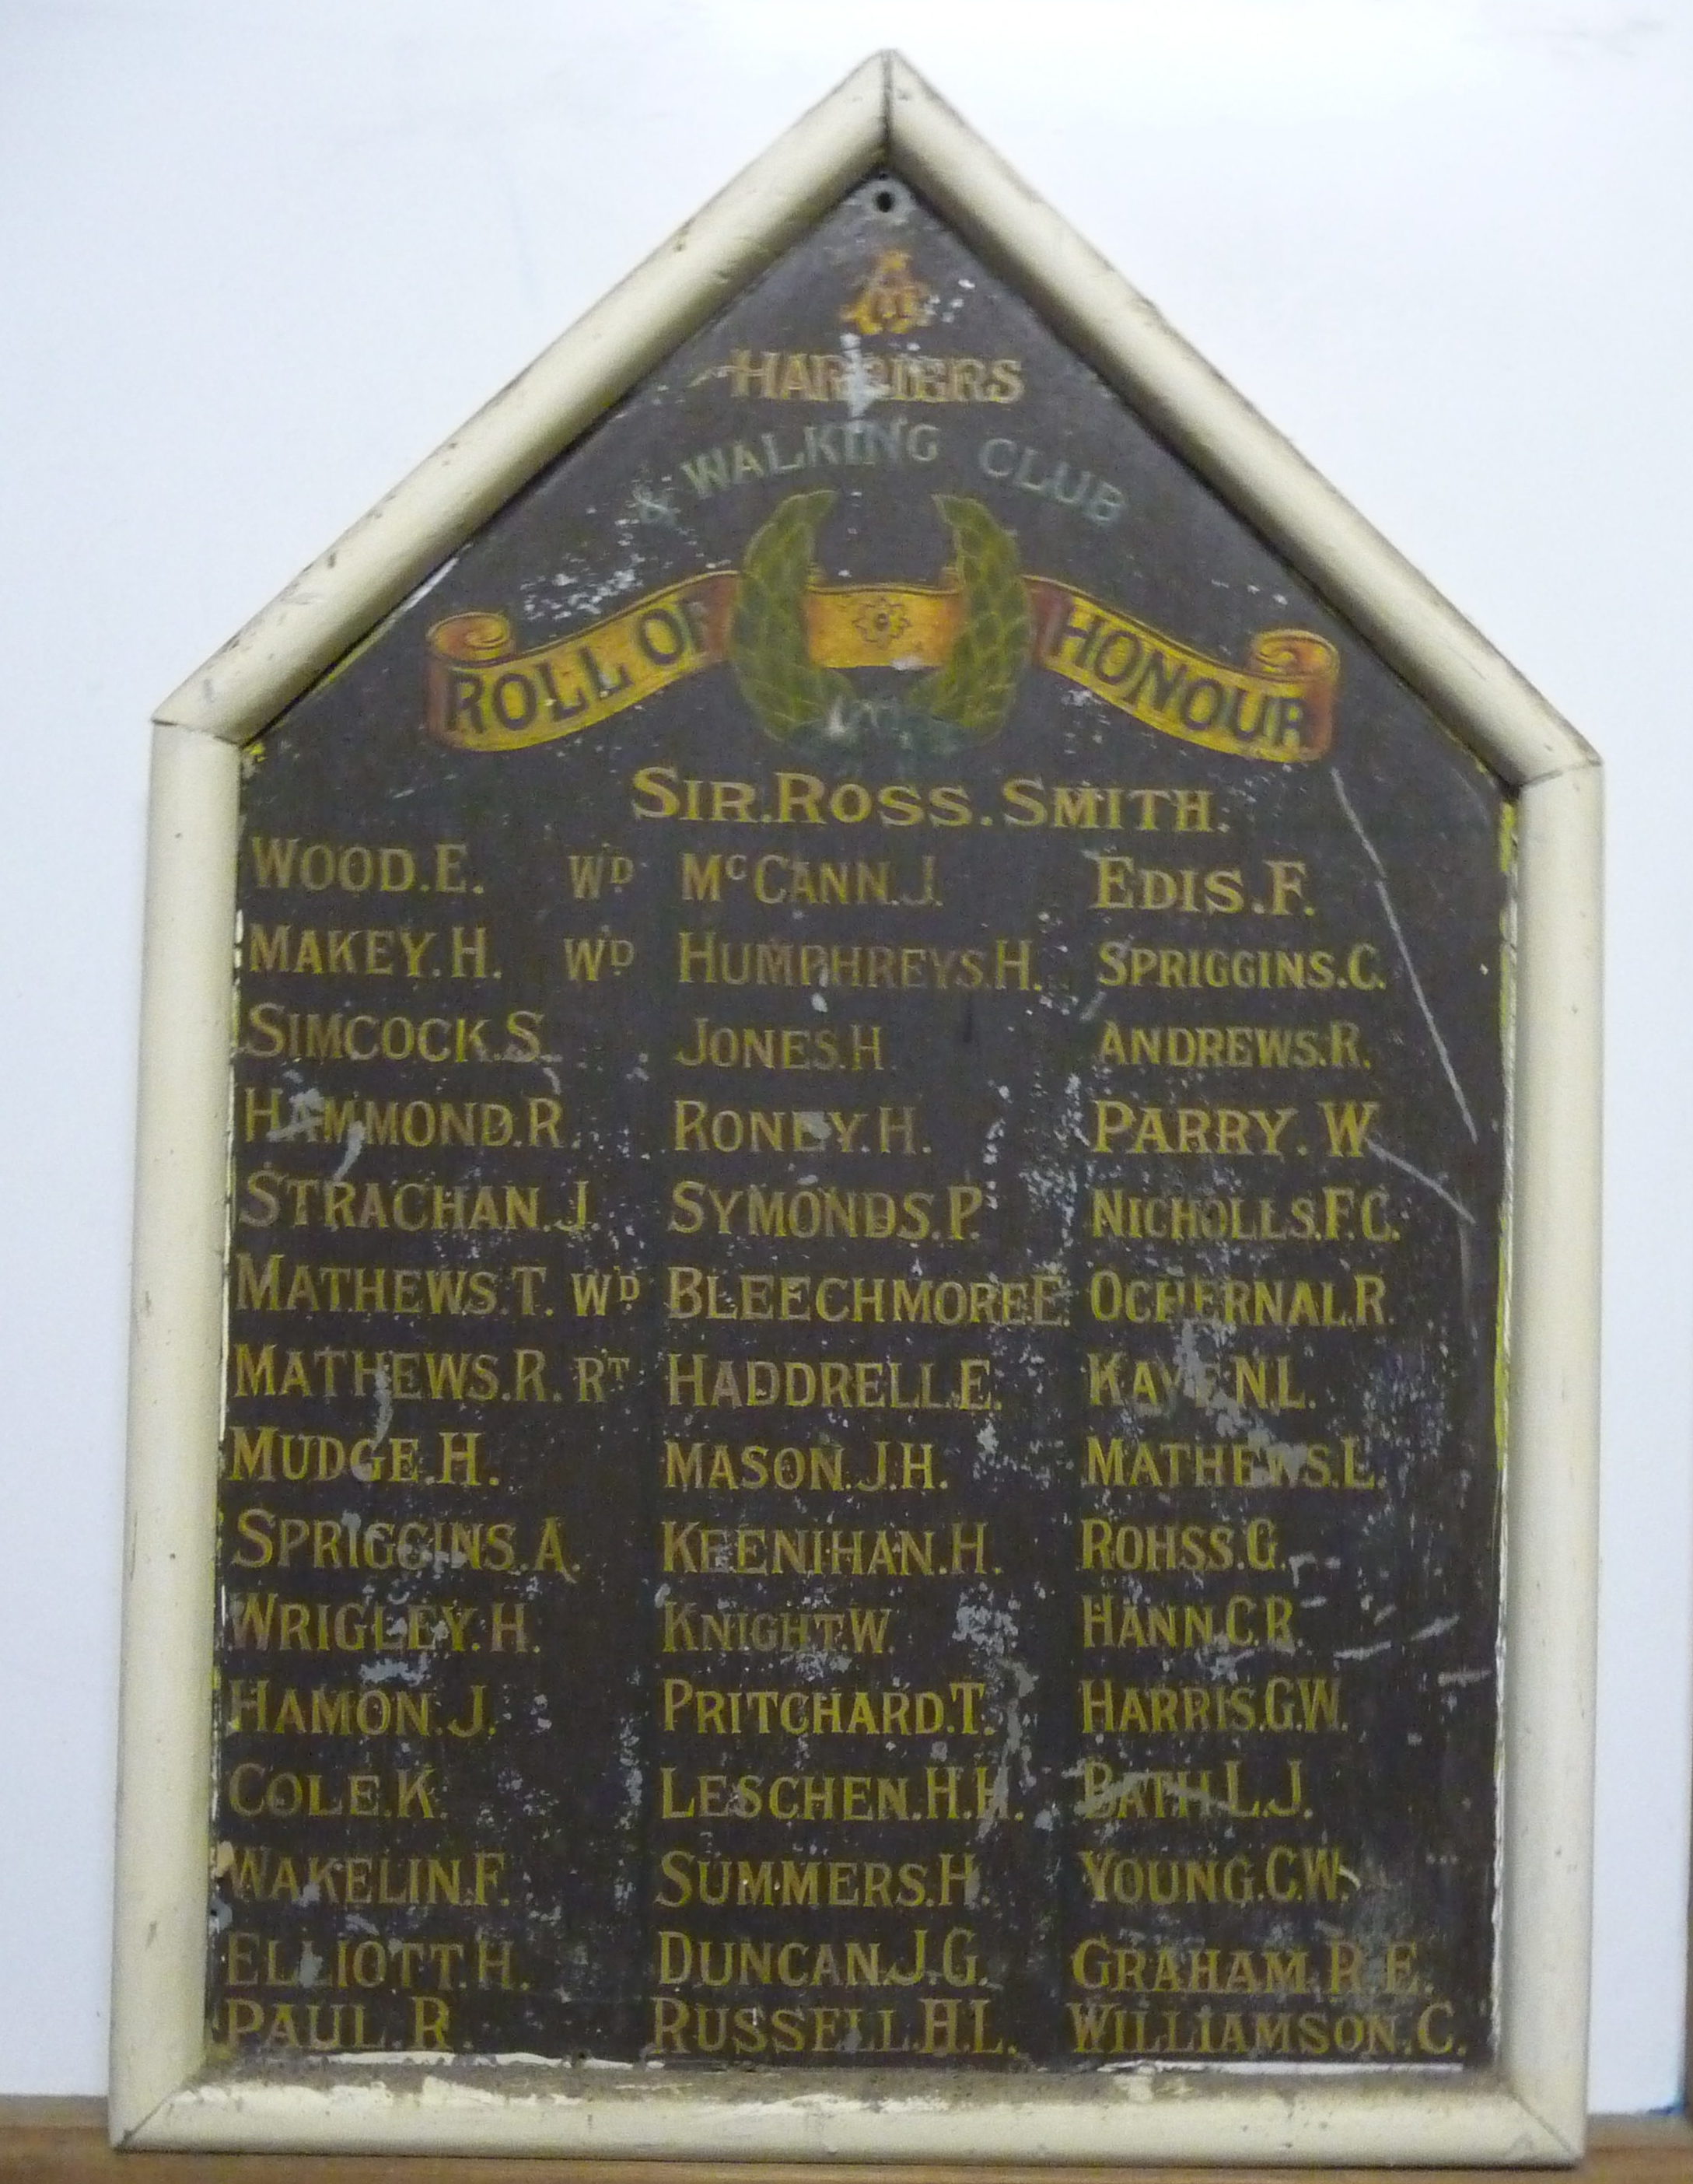 HARRIERS
& WALKING CLUB
ROLL OF HONOUR
SIR.ROSS.SMITH.
WOOD.E. WD McCANN.J. EDIS.F.
MAKEY.H. WD HUMPHREYS.H. SPRIGGINS.C.
SIMCOCK.S. JONES.H ANDREWS.R.
HAMMOND.R. RONEY.H. PARRY.W
STRACHAN.J. SYMONDS.P. NICHOLLS.F.C.
MATHEWS.T. WD BLEECHMORE.E. OCHERNAL.R.
MATHEWS.R. RT HADDRELL.E. KAYE.N.L.
MUDGE.H. MASON.J.H. MATHEWS.L.
SPRIGGINS.A. KEENIHAN.H. ROHSS.G.
WRIGLEY.H. KNIGHT.W. HANN.C.R.
HAMON.J. PRITCHARD.T. HARRIS.G.W.
COLE.K. LESCHEN.H.H. BATH.L.J.
WAKELIN.F. SUMMERS.H. YOUNG.C.W.
ELLIOTT.H. DUNCAN.J.G. GRAHAM.R.E.
PAUL.R. RUSSELL.H.L. WILLIAMSON.C.